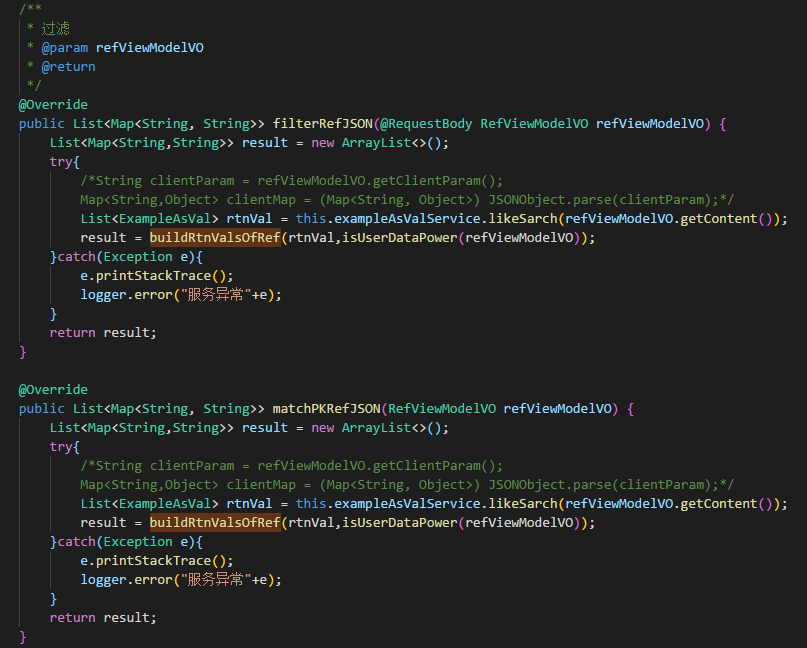 /**
* 过滤
* @param refViewModelVO
* @return
*/
@Override
public List<Map<String, String>> filterRefJSON(@RequestBody RefViewModelVO refViewModelVO) {
List<Map<String,String>> result = new ArrayList<>();
try{
/*String clientParam = refViewModelVO.getClientParam();
Map<String,Object> clientMap = (Map<String, Object>) JSONObject.parse(clientParam);*/
List<ExampleAsVal> rtnVal = this.exampleAsValService.likeSarch(refViewModelVO.getContent());
result = buildRtnValsOfRef(rtnVal,isUserDataPower(refViewModelVO));
}catch(Exception e){
e.printStackTrace();
logger.error("服务异常"+e);
}
return result;
}
@Override
public List<Map<String, String>> matchPKRefJSON(RefViewModelVO refViewModelVO) {
List<Map<String,String>> result = new ArrayList<>();
try{
/*String clientParam = refViewModelVO.getClientParam();
Map<String,Object> clientMap = (Map<String, Object>) JSONObject.parse(clientParam);*/
List<ExampleAsVal> rtnVal = this.exampleAsValService.likeSarch(refViewModelVO.getContent());
result = buildRtnValsOfRef(rtnVal,isUserDataPower(refViewModelVO));
}catch(Exception e){
e.printStackTrace();
logger.error("服务异常"+e);
}
return result;
}